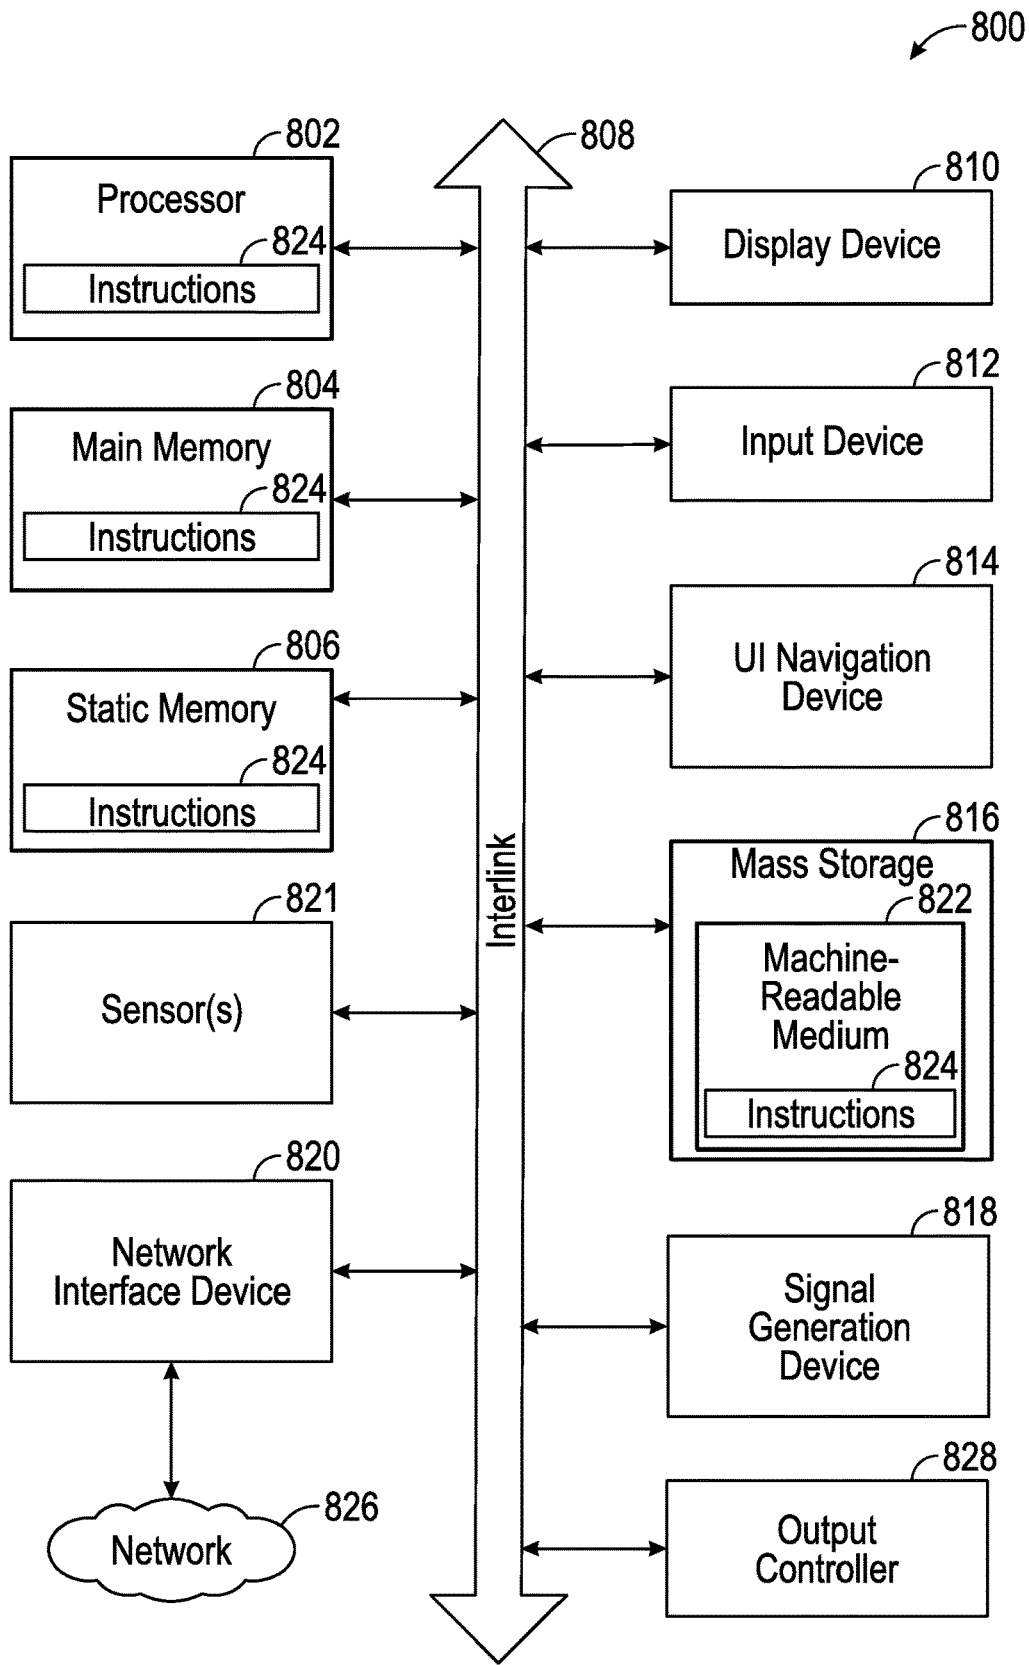 800
802
Processor
824
Instructions
804
Main Memory
824
Instructions
806
Static Memory
824
Instructions
821
Sensor(s)
820
Network
Interface Device
826
Network
808
Interlink
810
Display Device
812
Input Device
814
UI Navigation
Device
816
Mass Storage
822
Machine-
Readable
Medium
824
Instructions
818
Signal
Generation
Device
828
Output
Controller